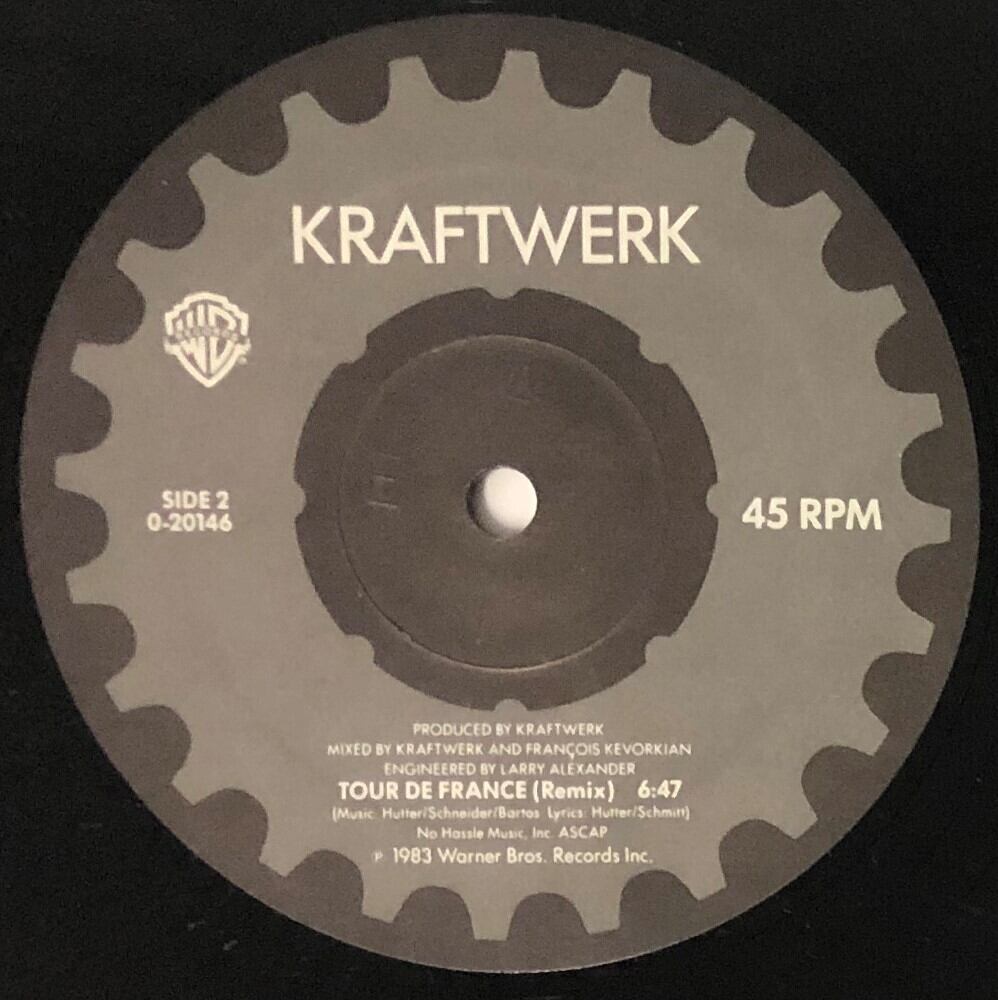 KRAFTWERK
WB
RECORDS
SIDE 2
0-20146
45 RPM
PRODUCED BY KRAFTWERK
MIXED BY KRAFTWERK AND FRANÇOIS KEVORKIAN
ENGINEERED BY LARRY ALEXANDER
TOUR DE FRANCE (Remix) 6:47
(Music: Hutter/Schneider/Bartos Lyrics: Hutter/Schmitt)
No Hassle Music, Inc. ASCAP
℗ 1983 Warner Bros. Records Inc.